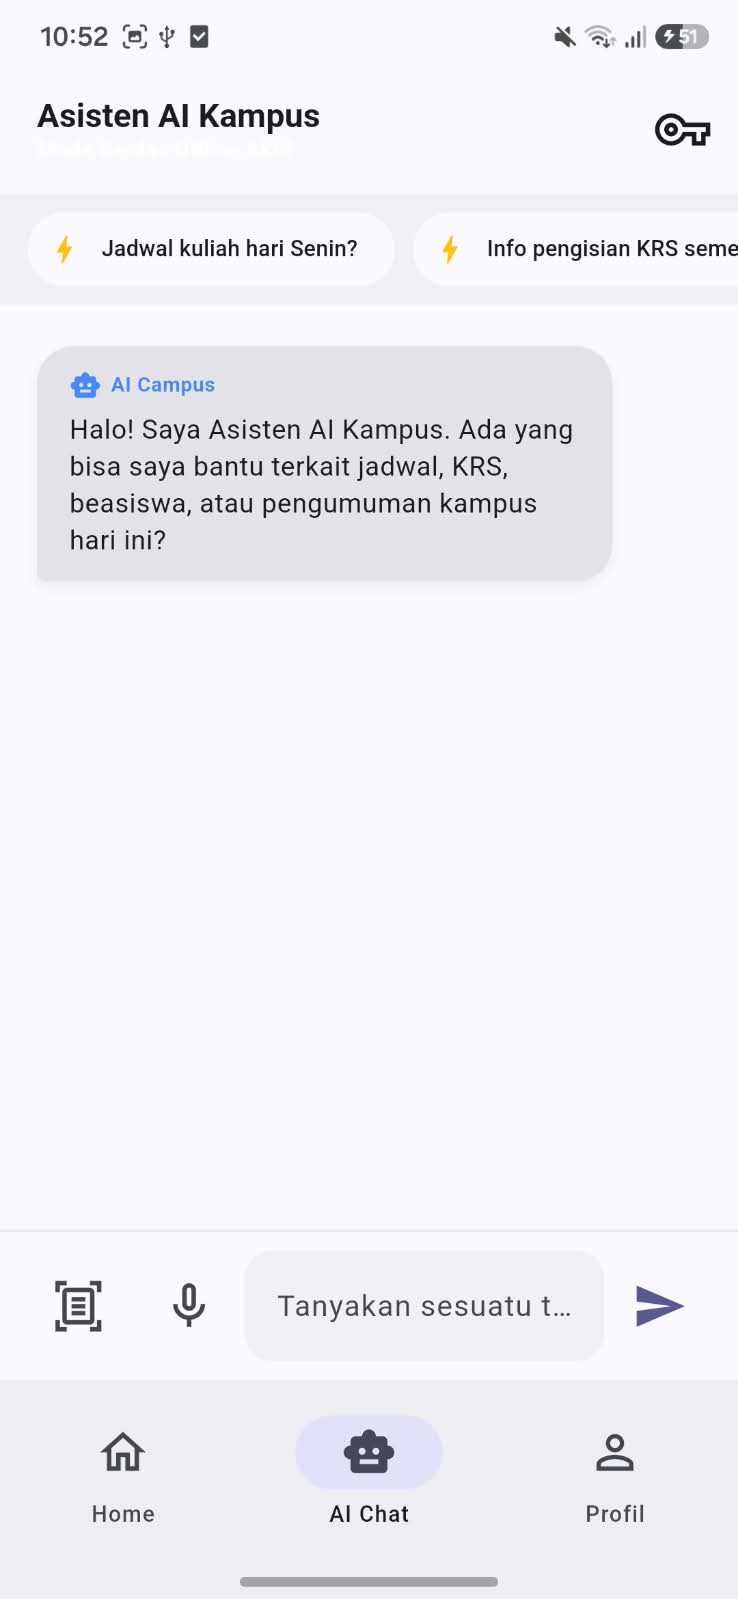 10:52
51
Asisten AI Kampus
Jadwal kuliah hari Senin?
Info pengisian KRS seme
AI Campus
Halo! Saya Asisten AI Kampus. Ada yang
bisa saya bantu terkait jadwal, KRS,
beasiswa, atau pengumuman kampus
hari ini?
Tanyakan sesuatu t...
Home
AI Chat
Profil